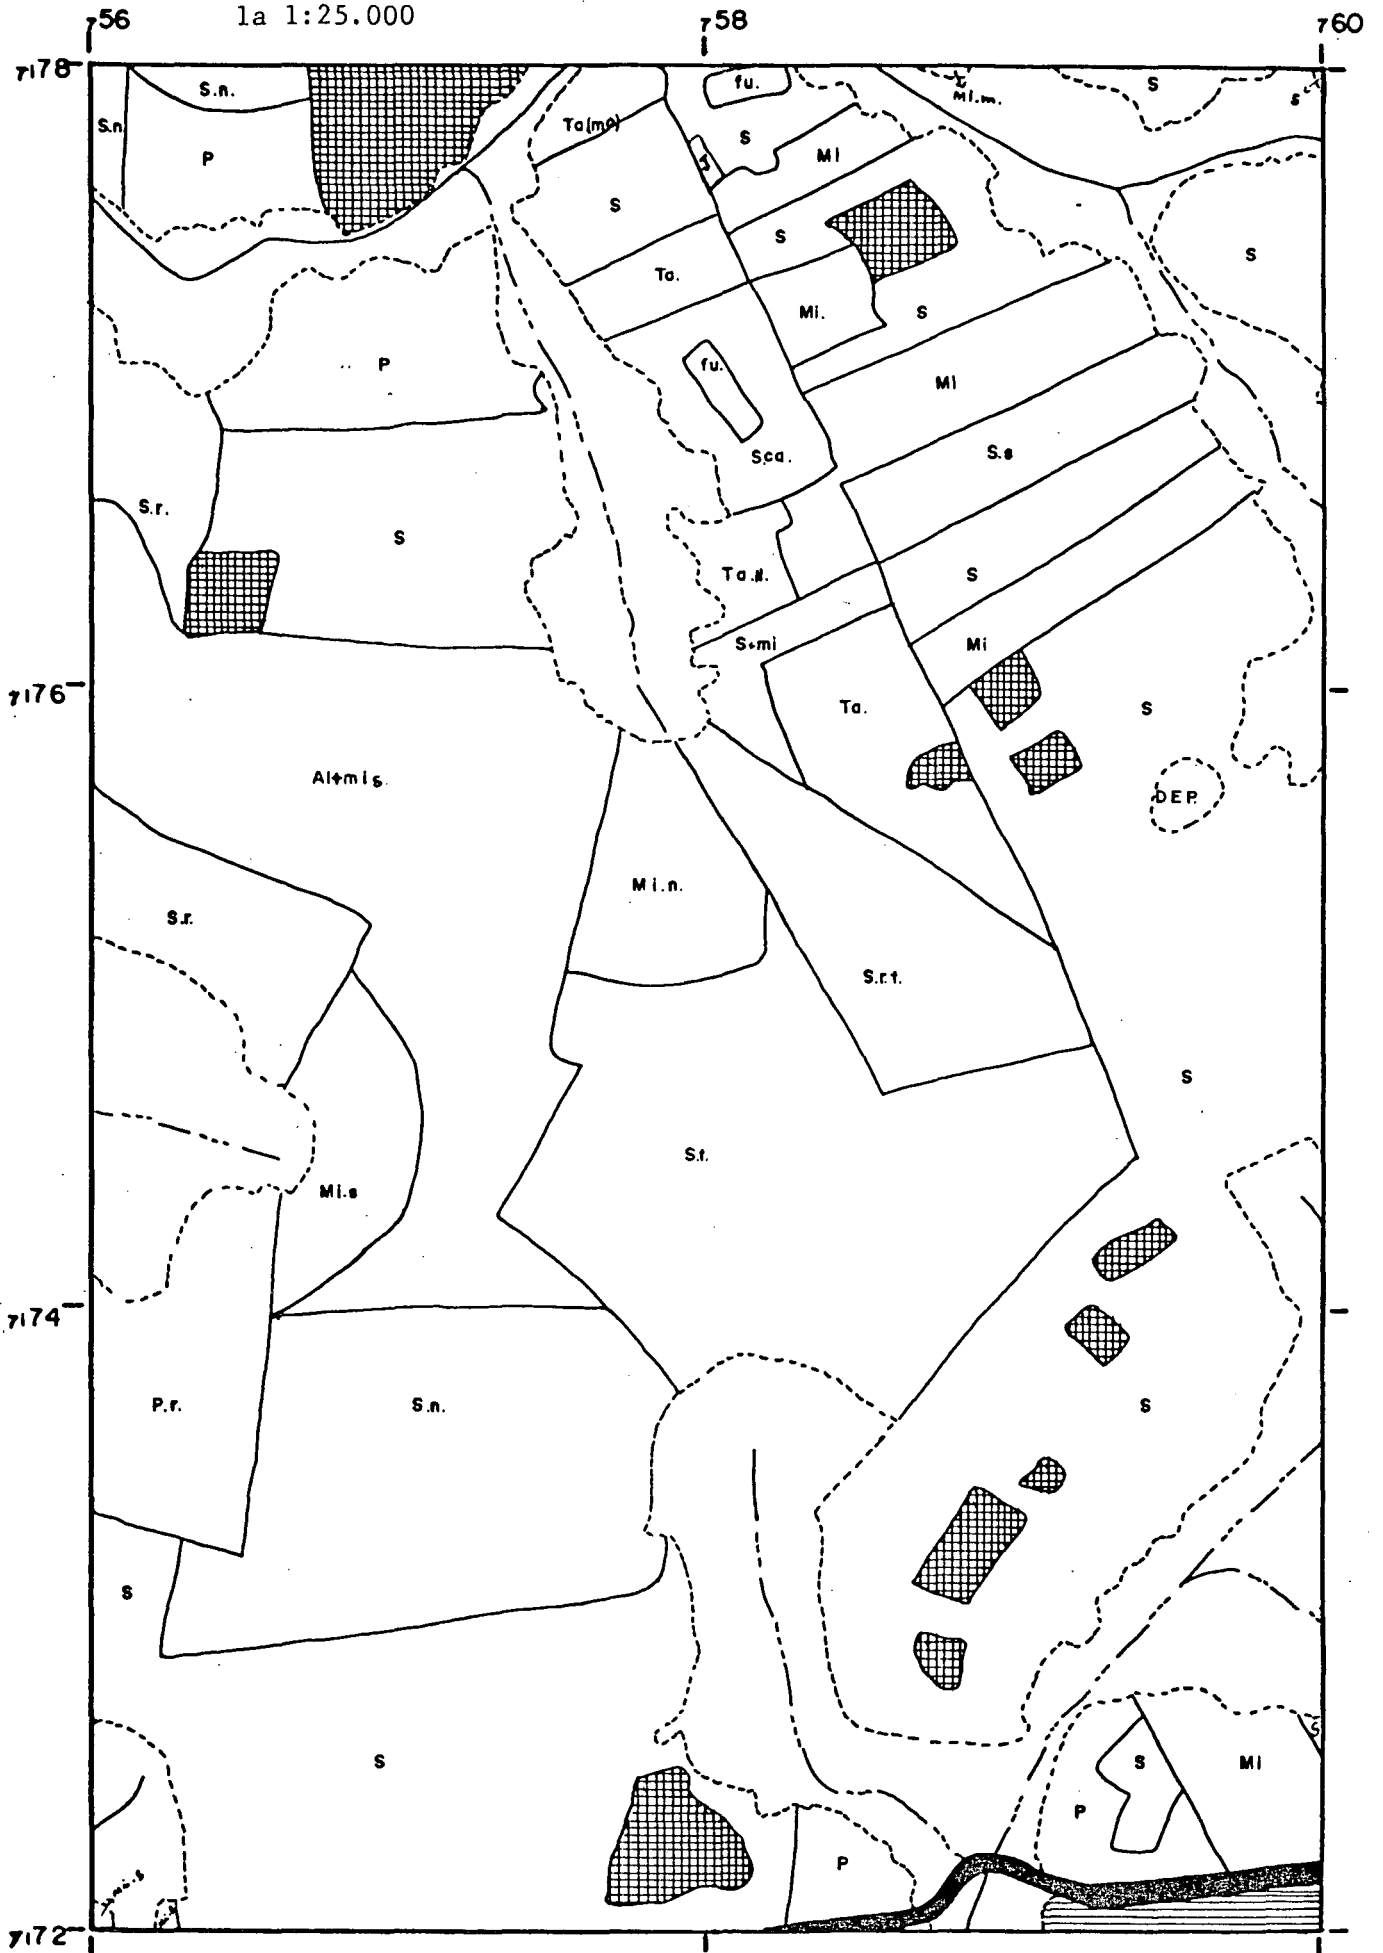 la 1:25.000
756 758 760
7178
S.n.
S.n
P
Ta(m0)
fu.
S
Mi
Mi.m.
S
S
S
S
Ta.
Mi.
S
S
P
fu.
Mi
S.ca.
S.s
S.r.
S
Ta.N.
S
S+mi
Mi
7176
Ta.
S
Al+mis.
DEP.
Mi.n.
S.r.
S.r.t.
S
S.t.
Mi.s
7174
P.r.
S.n.
S
S
S
S
Mi
P
P
7172